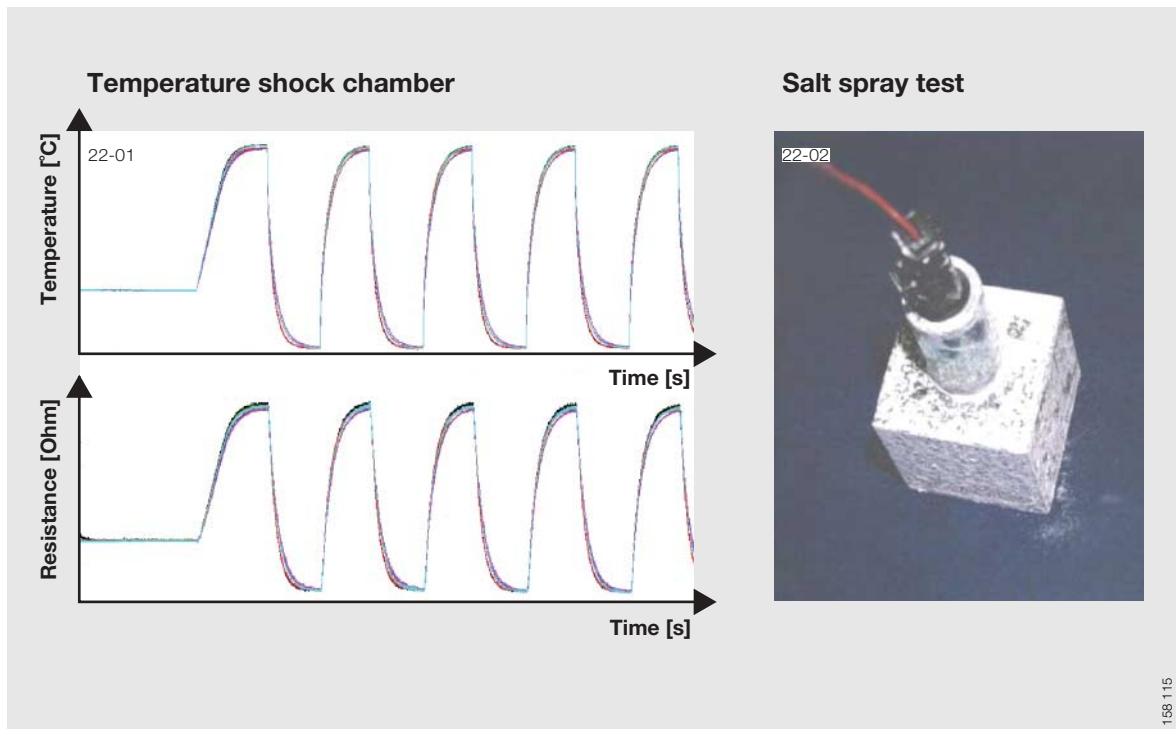 Temperature shock chamber
Temperature [°C]
22-01
Time [s]
Resistance [Ohm]
Time [s]
Salt spray test
22-02
158 115